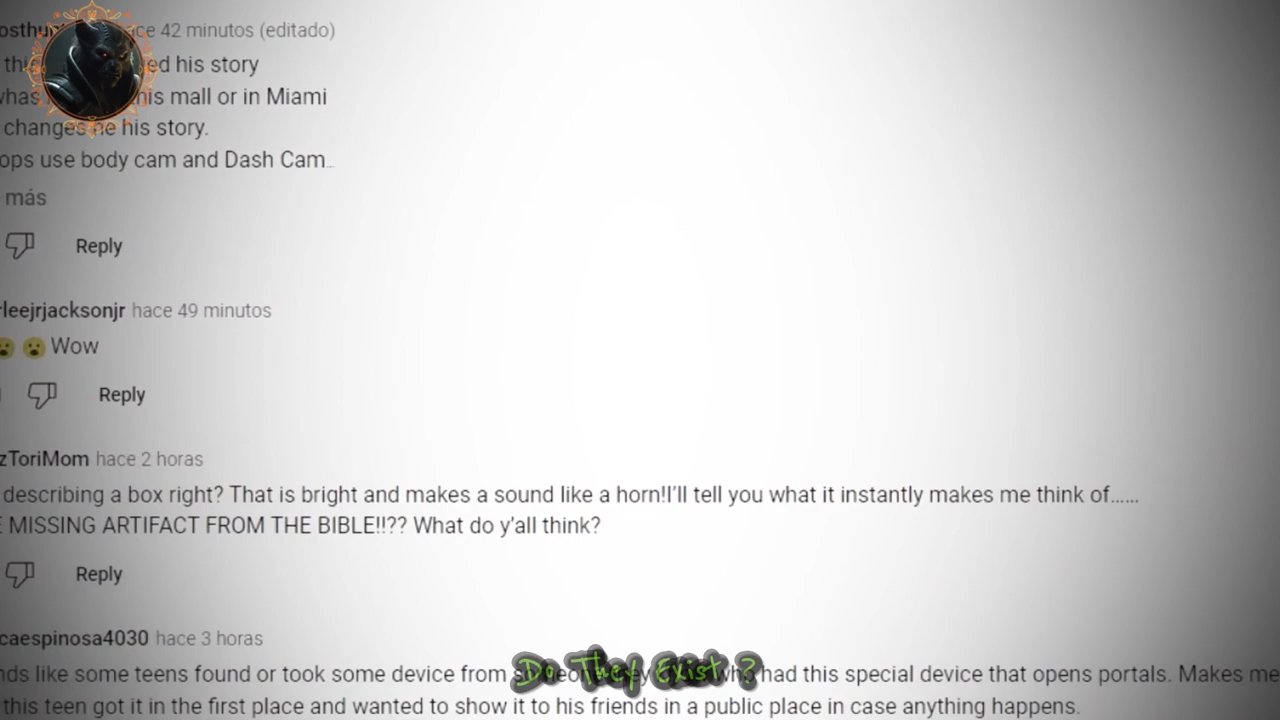 hace 42 minutos (editado)
his story
his mall or in Miami
changes he his story.
ops use body cam and Dash Cam...
más
Reply
rleejrjacksonjr hace 49 minutos
😮 😮 Wow
Reply
zToriMom hace 2 horas
describing a box right? That is bright and makes a sound like a horn!I'll tell you what it instantly makes me think of......
E MISSING ARTIFACT FROM THE BIBLE!!?? What do y'all think?
Reply
caespinosa4030 hace 3 horas
nds like some teens found or took some device from had this special device that opens portals. Makes me
this teen got it in the first place and wanted to show it to his friends in a public place in case anything happens.
Do They Exist ?